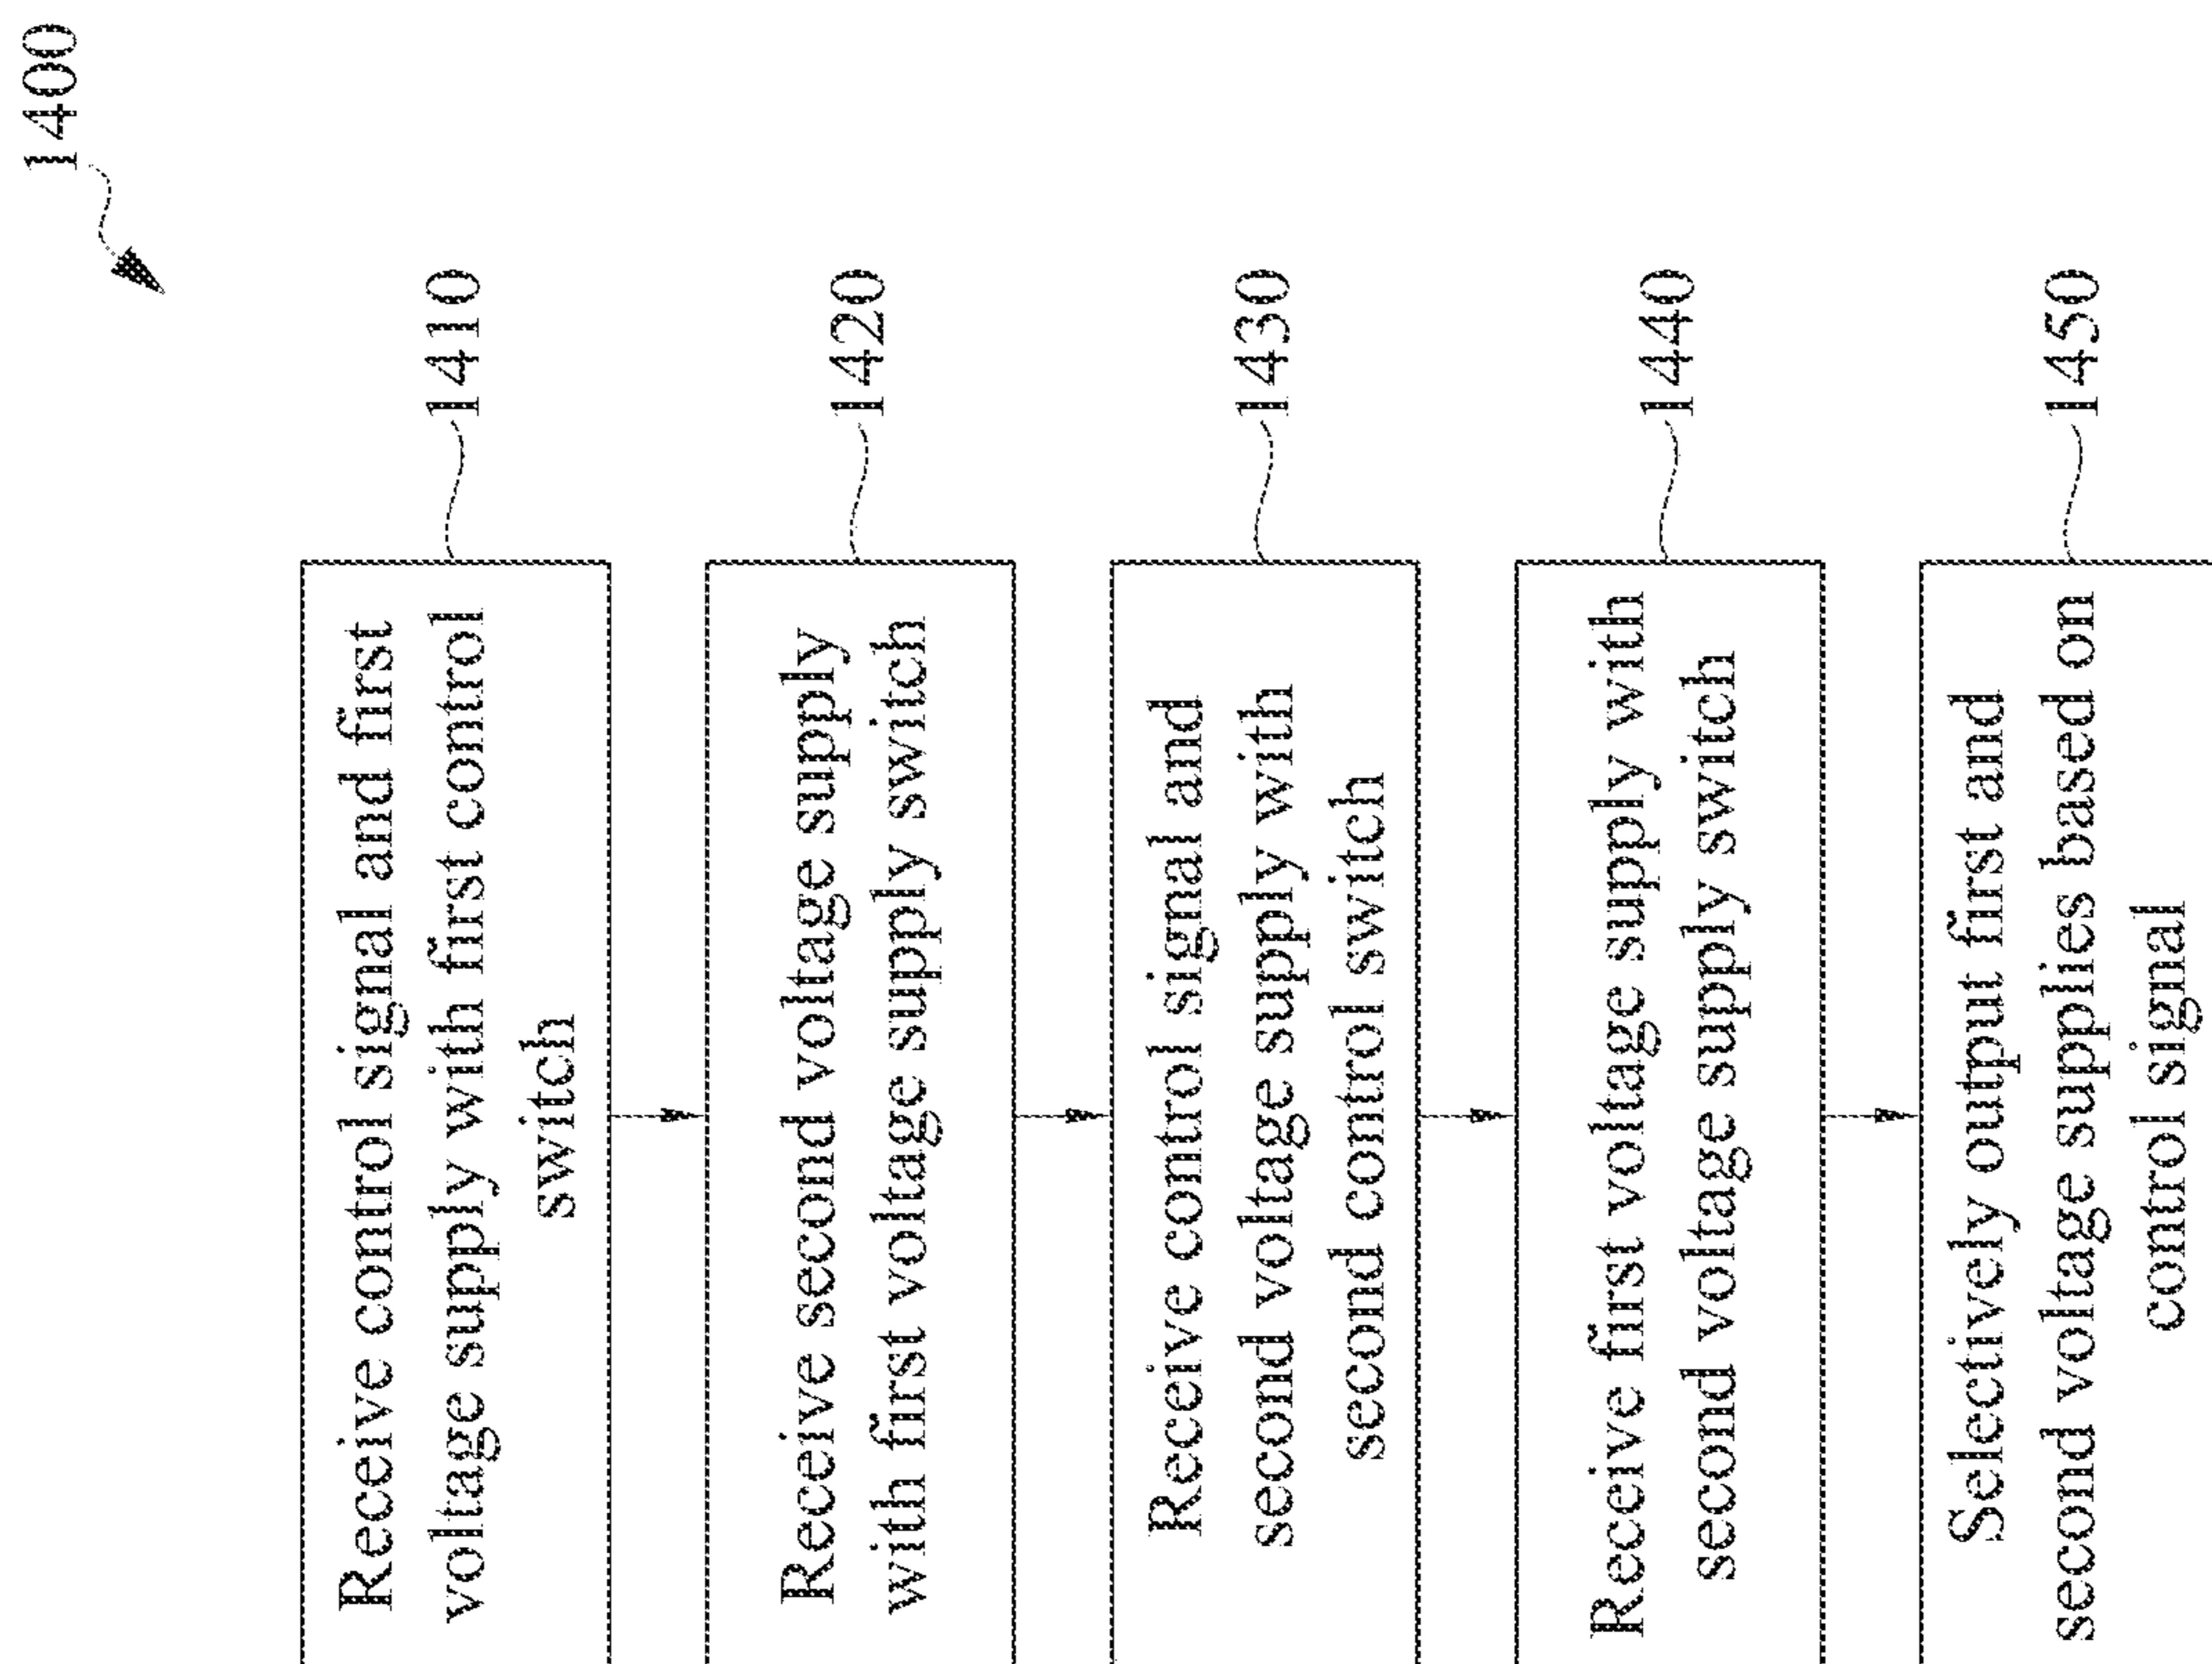 1400
Receive control signal and first
voltage supply with first control
switch
1410
Receive second voltage supply
with first voltage supply switch
1420
Receive control signal and
second voltage supply with
second control switch
1430
Receive first voltage supply with
second voltage supply switch
1440
Selectively output first and
second voltage supplies based on
control signal
1450